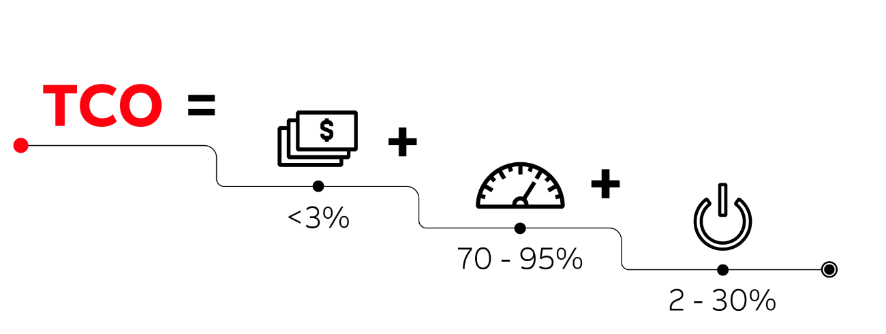 TCO =
$
+
<3%
+
70 - 95%
2 - 30%